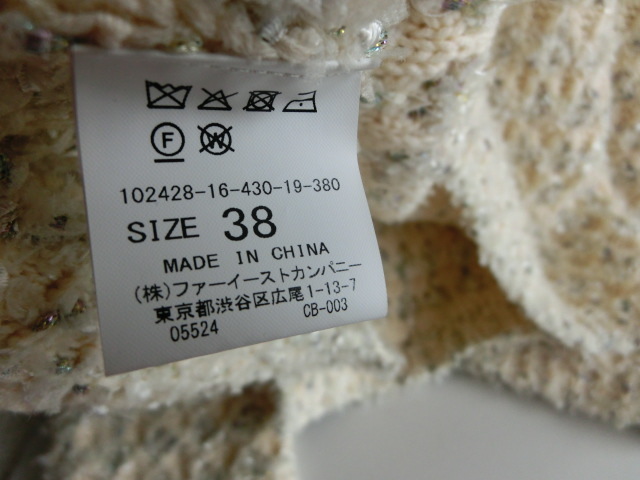 F W
102428-16-430-19-380
SIZE 38
MADE IN CHINA
(株)ファーイーストカンパニー
東京都渋谷区広尾1-13-7
05524 CB-003